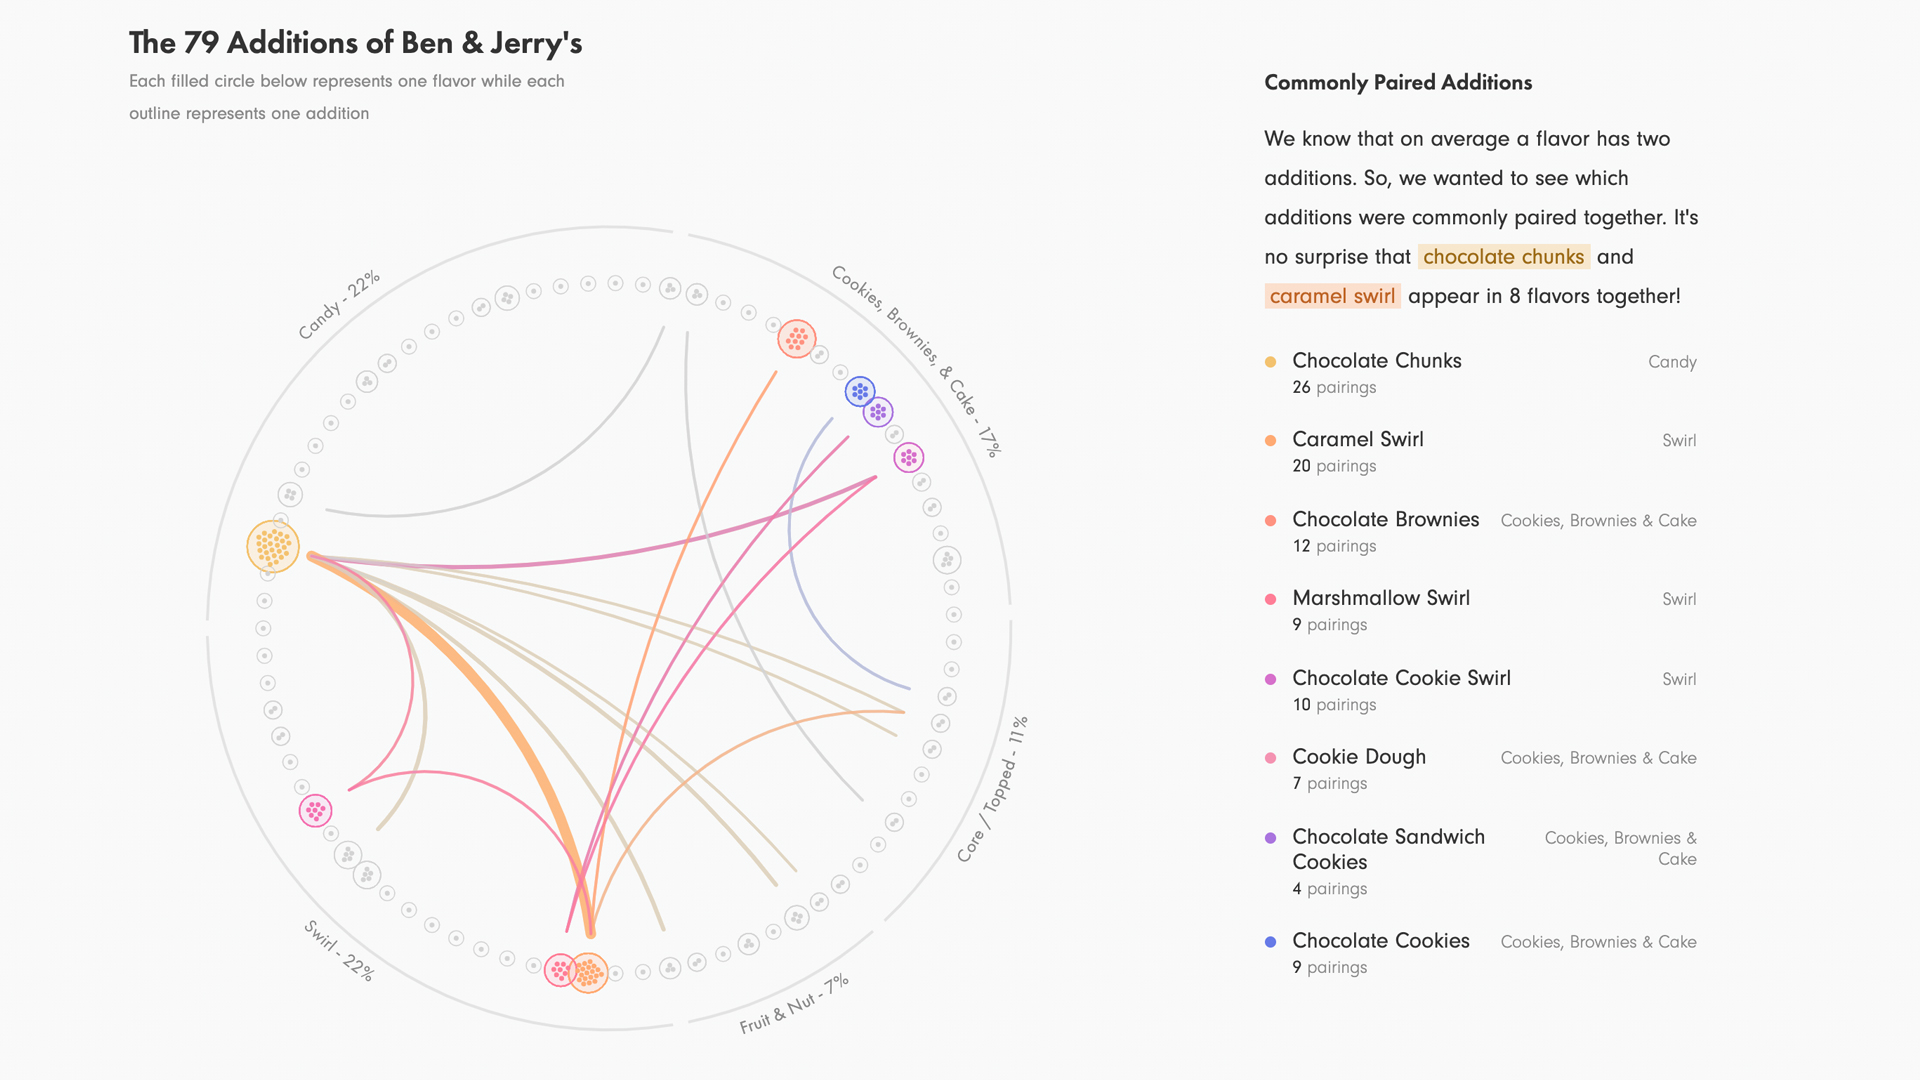 The 79 Additions of Ben & Jerry's
Each filled circle below represents one flavor while each
outline represents one addition
Candy - 22%
Cookies, Brownies, & Cake - 17%
Core / Topped - 11%
Fruit & Nut - 7%
Swirl - 22%
Commonly Paired Additions
We know that on average a flavor has two
additions. So, we wanted to see which
additions were commonly paired together. It's
no surprise that chocolate chunks and
caramel swirl appear in 8 flavors together!
Chocolate Chunks Candy
26 pairings
Caramel Swirl Swirl
20 pairings
Chocolate Brownies Cookies, Brownies & Cake
12 pairings
Marshmallow Swirl Swirl
9 pairings
Chocolate Cookie Swirl Swirl
10 pairings
Cookie Dough Cookies, Brownies & Cake
7 pairings
Chocolate Sandwich Cookies, Brownies &
Cookies Cake
4 pairings
Chocolate Cookies Cookies, Brownies & Cake
9 pairings